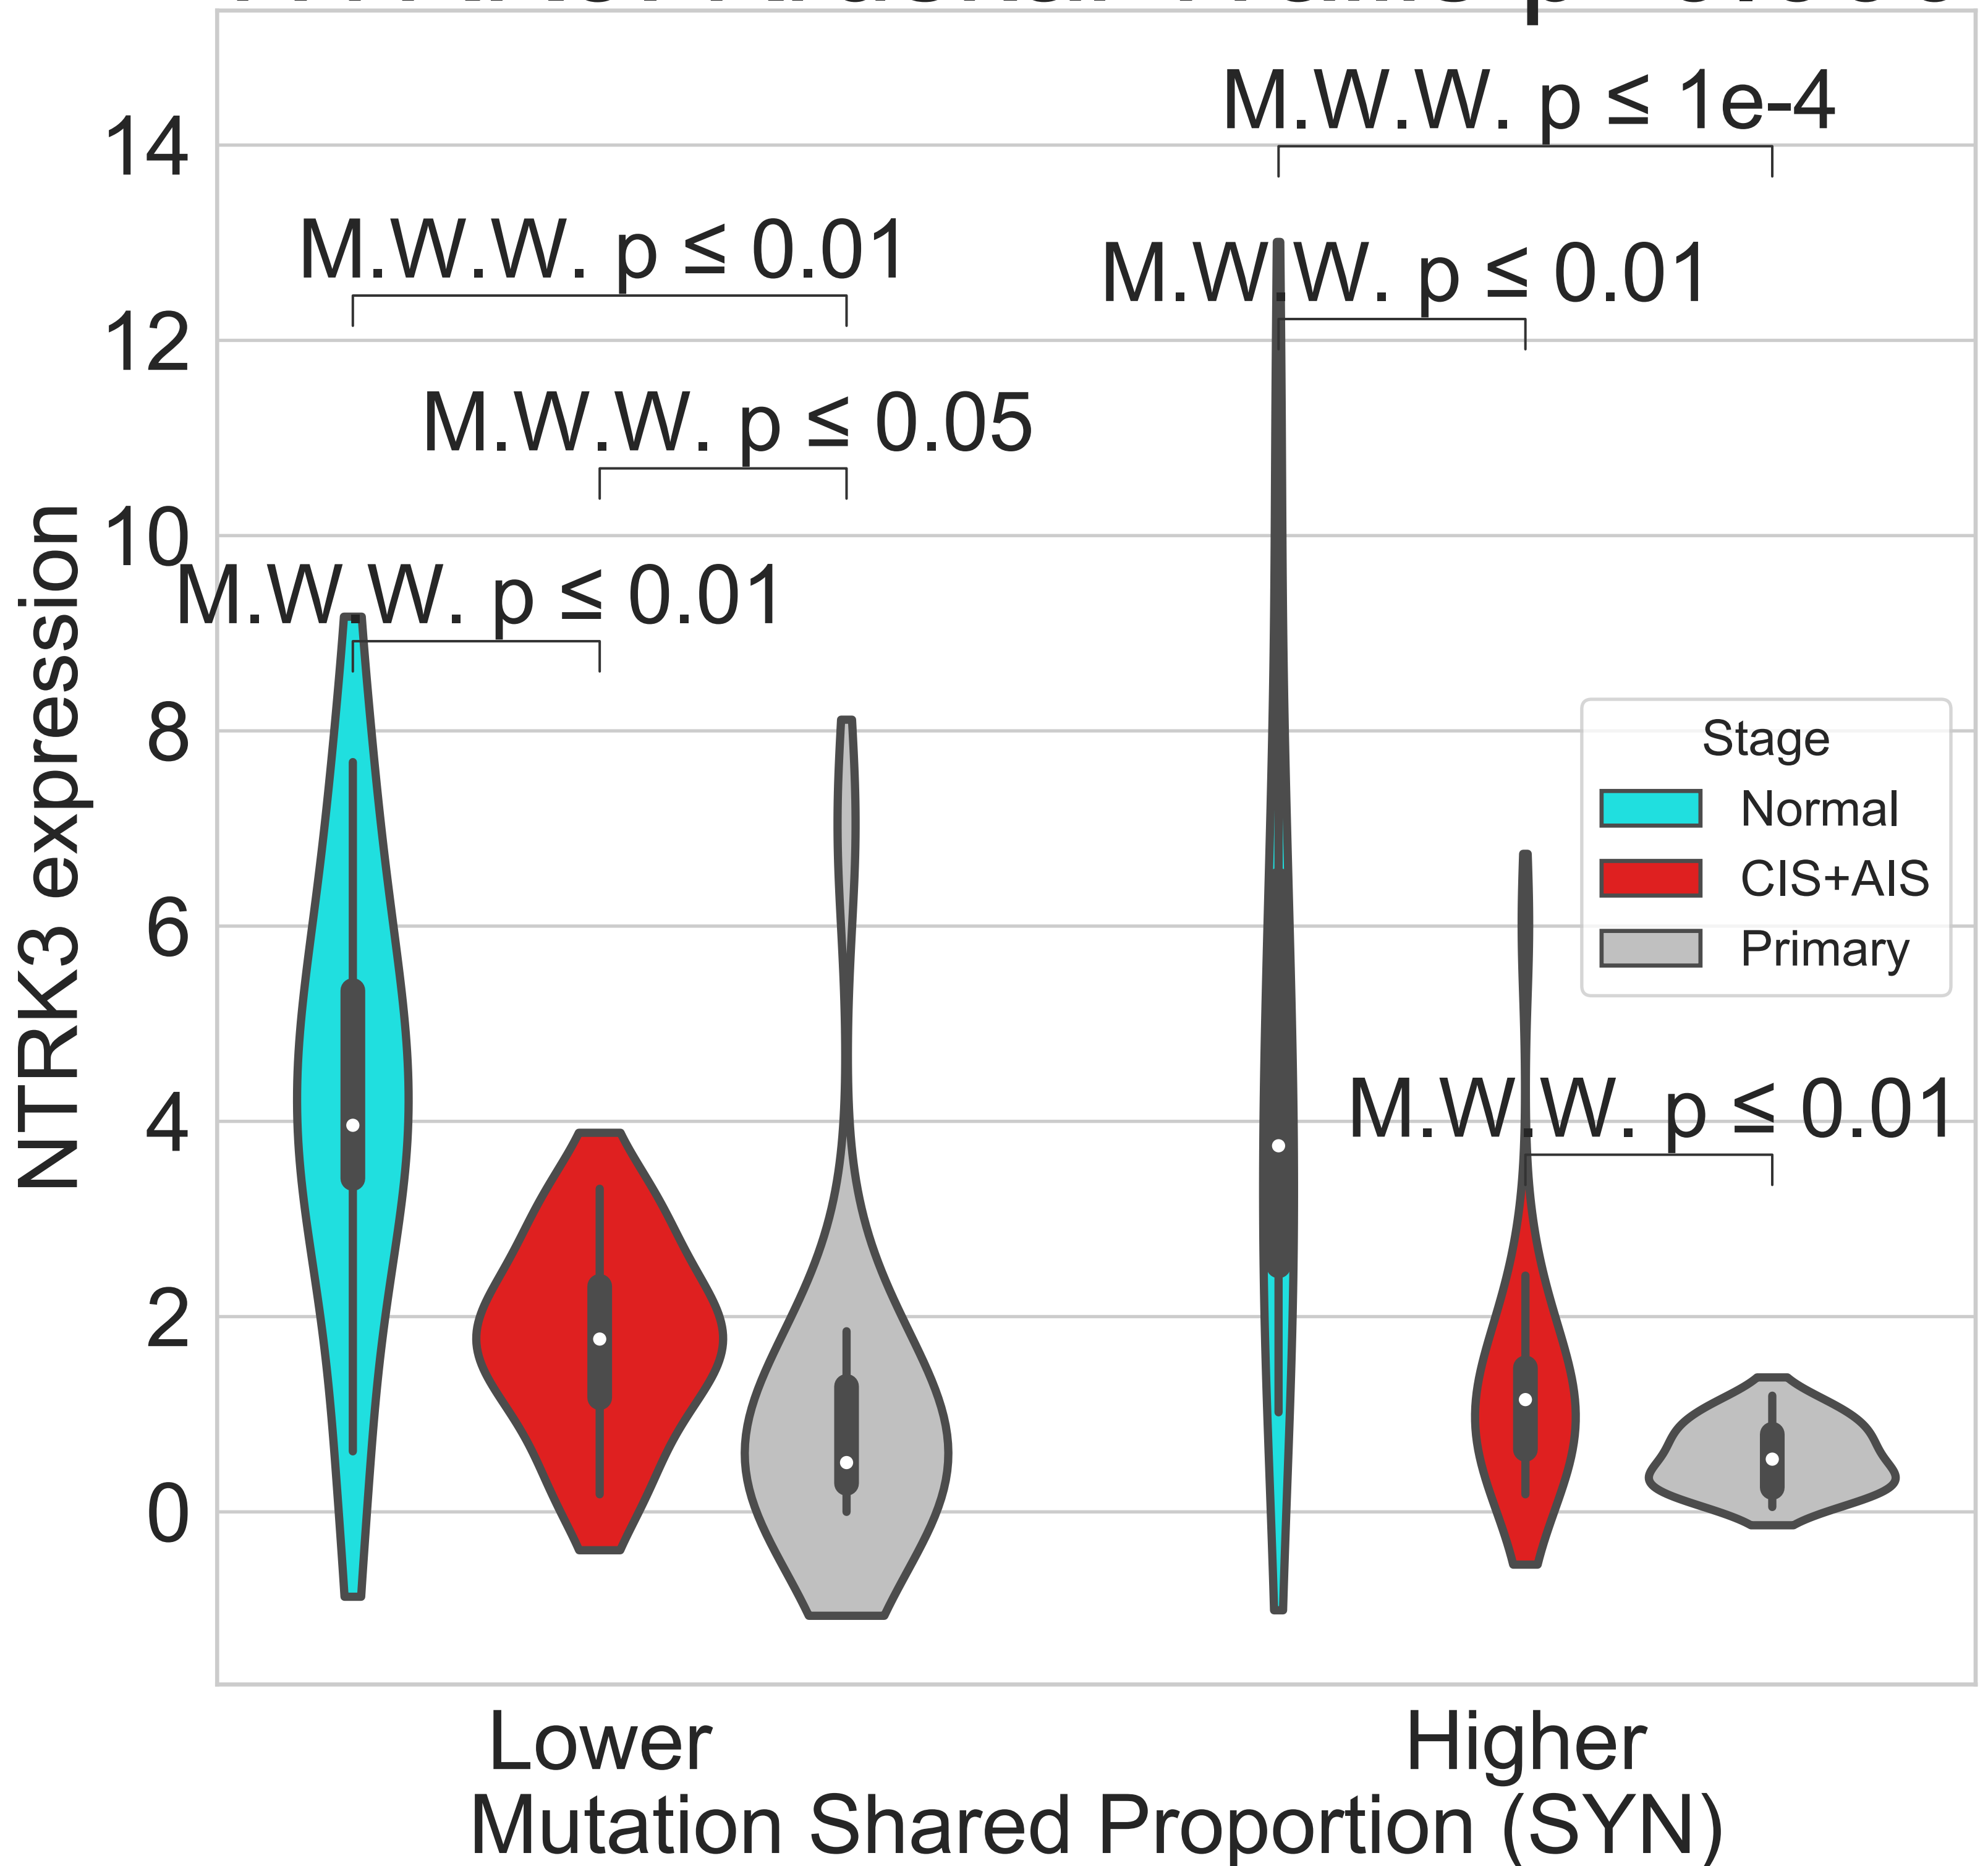 M.W.W. p ≤ 1e-4
14
M.W.W. p ≤ 0.01
M.W.W. p ≤ 0.01
12
M.W.W. p ≤ 0.05
10
M.W.W. p ≤ 0.01
NTRK3 expression
8
Stage
Normal
CIS+AIS
Primary
6
4
M.W.W. p ≤ 0.01
2
0
Lower
Higher
Mutation Shared Proportion (SYN)